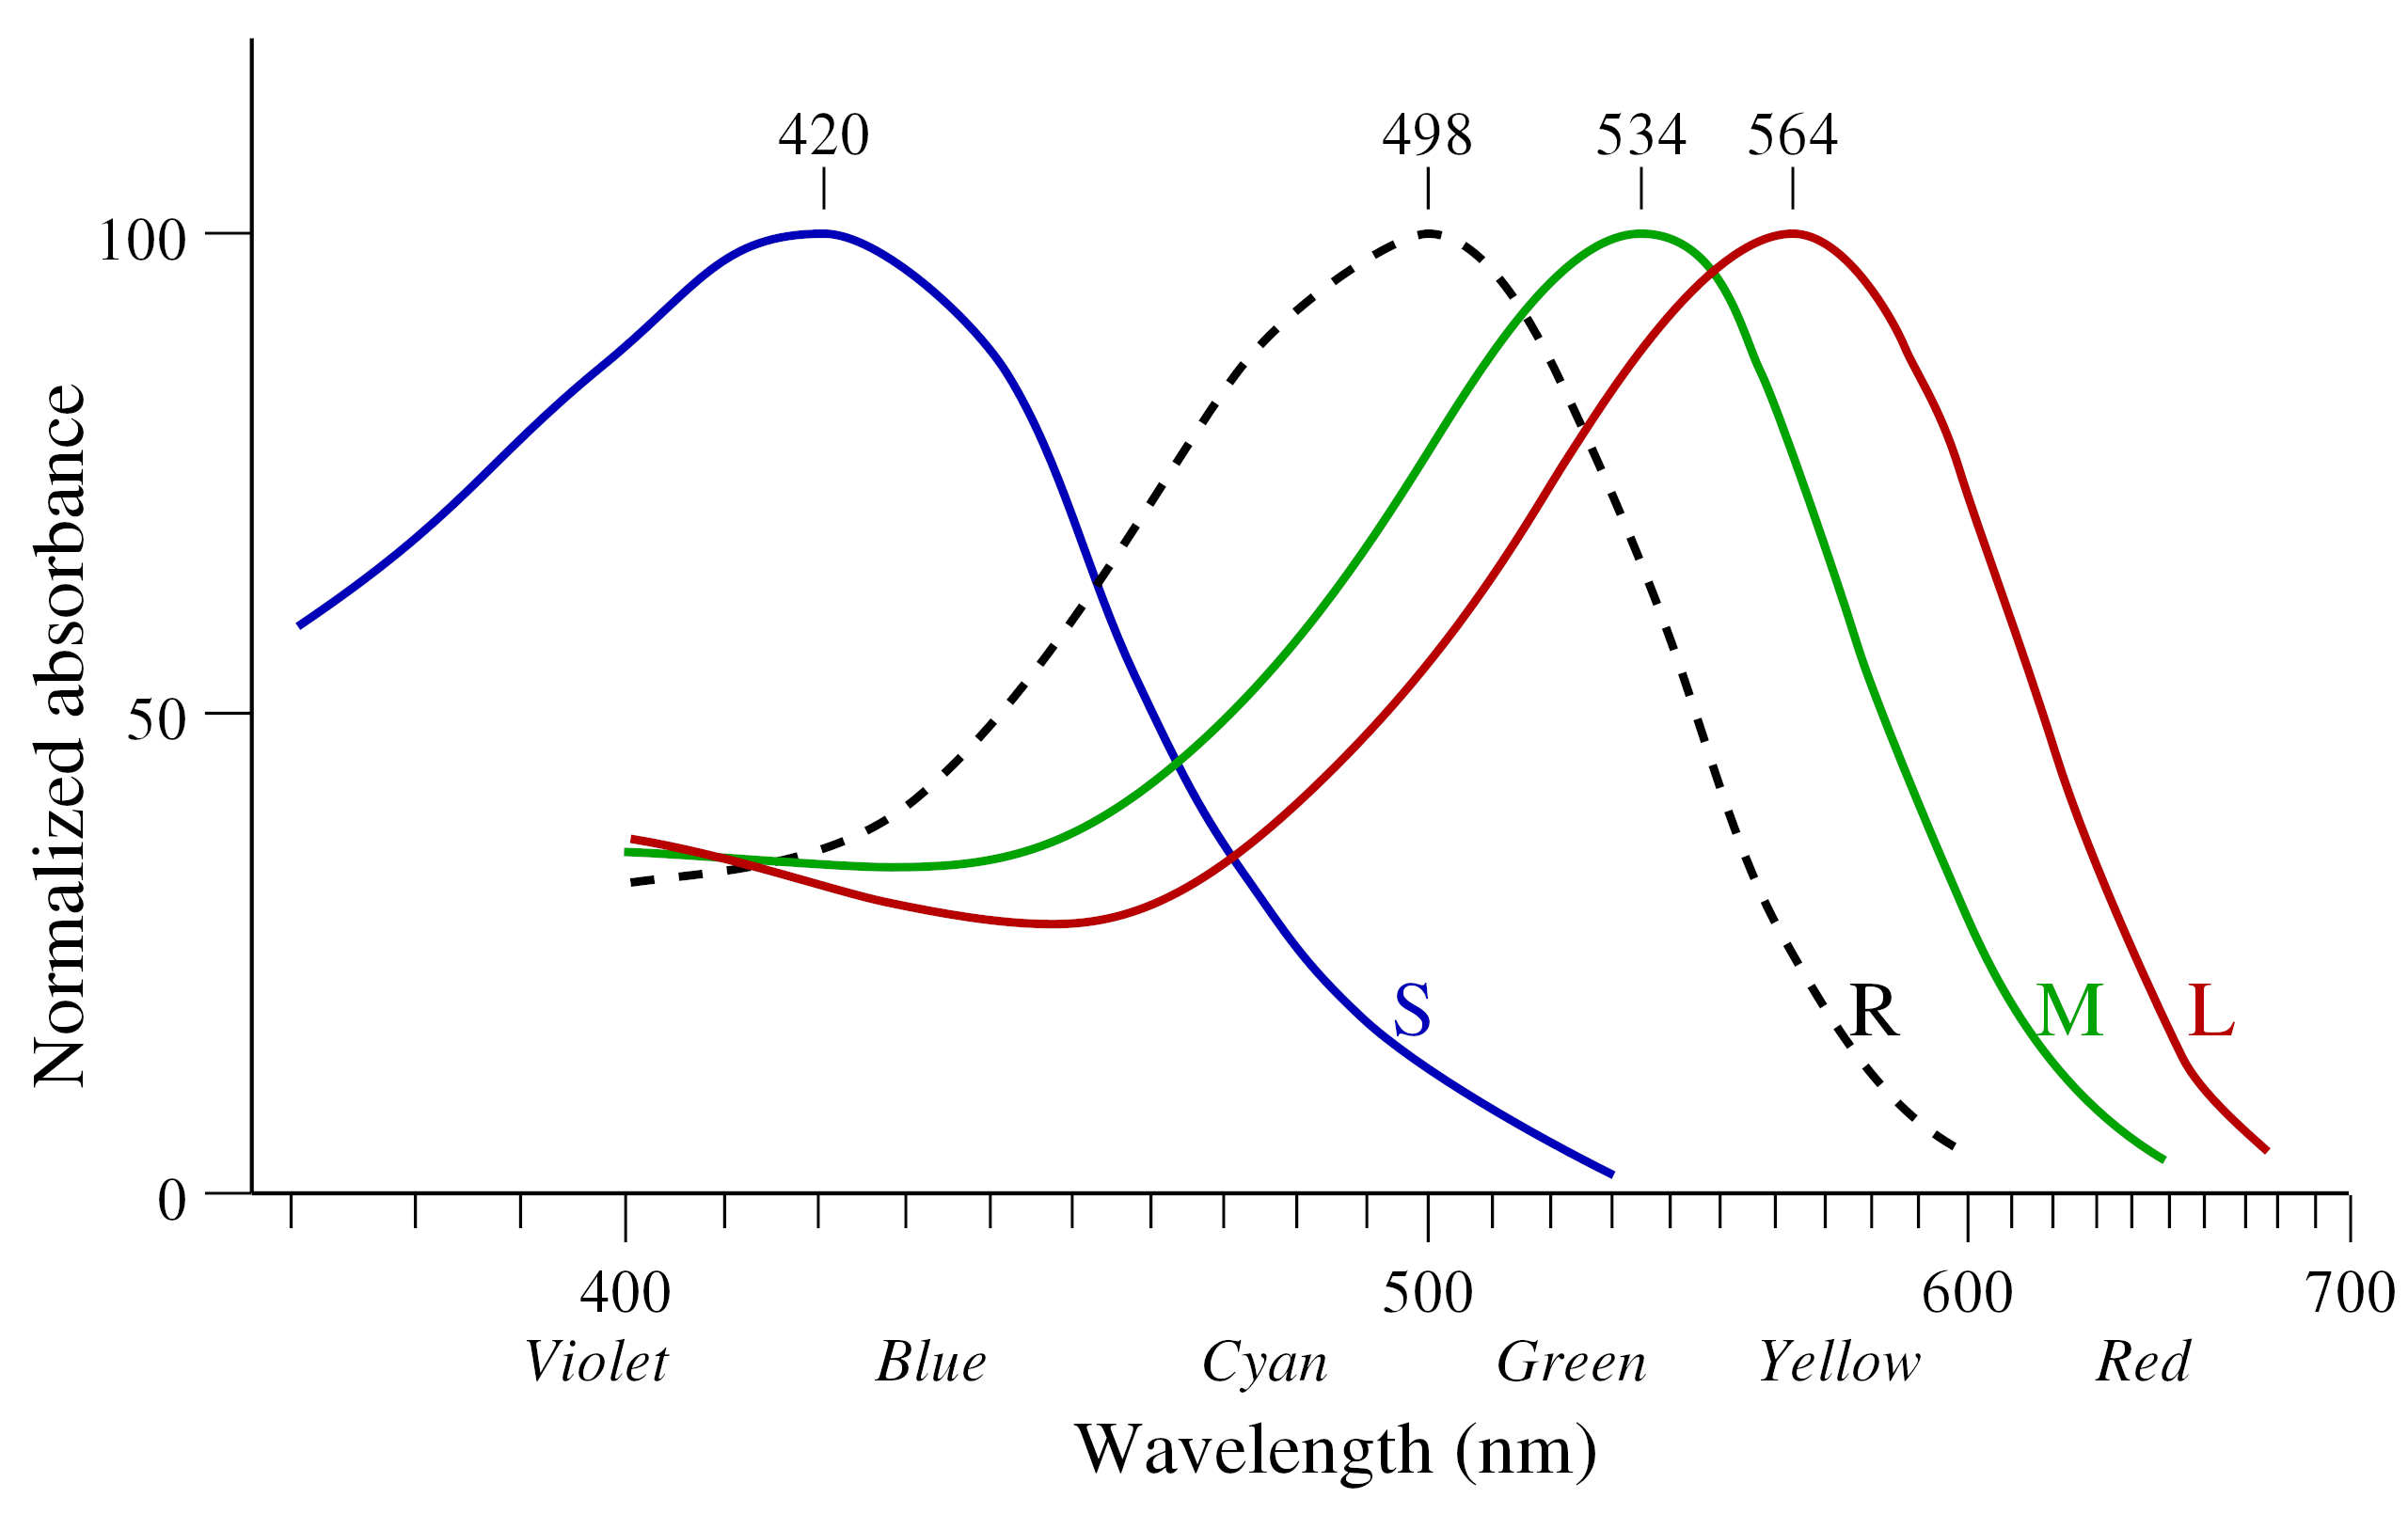 420 498 534 564
100
50
0
Normalized absorbance
S R M L
400 500 600 700
Violet Blue Cyan Green Yellow Red
Wavelength (nm)